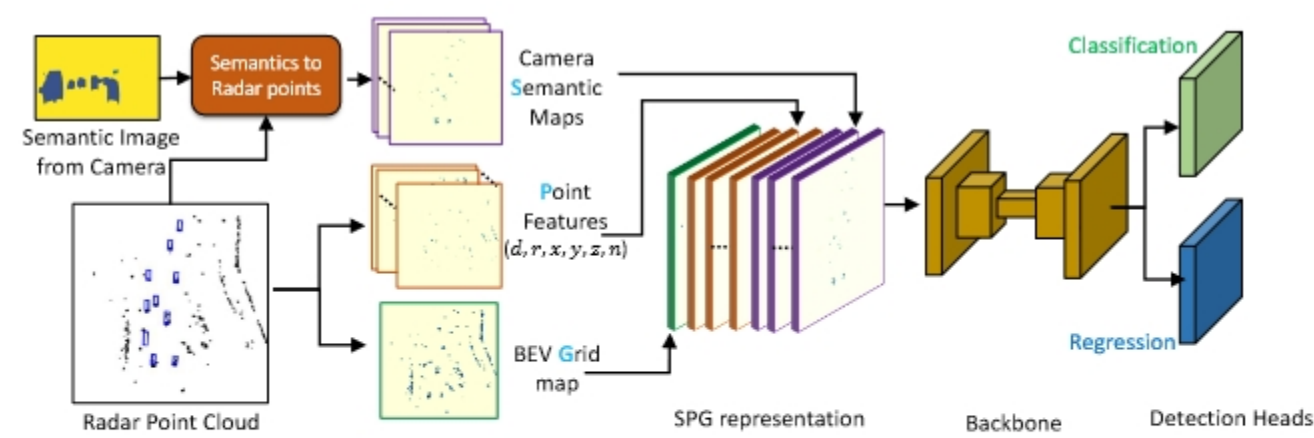 Semantic Image
from Camera
Semantics to
Radar points
Camera
Semantic
Maps
Point
Features
(d, r, x, y, z, n)
BEV Grid
map
Radar Point Cloud
SPG representation
Backbone
Classification
Regression
Detection Heads